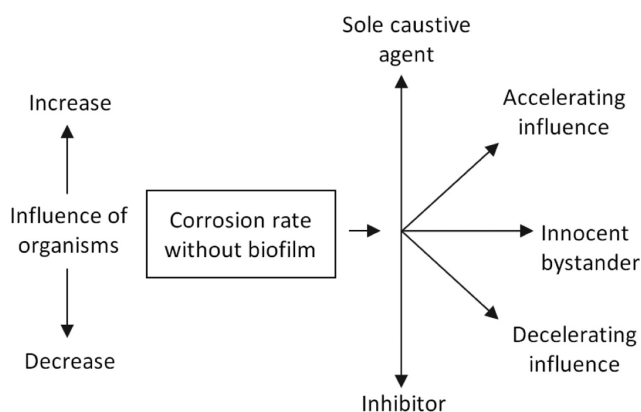 Sole caustive
agent
Increase
Accelerating
influence
Influence of
organisms
Corrosion rate
without biofilm
Innocent
bystander
Decrease
Decelerating
influence
Inhibitor